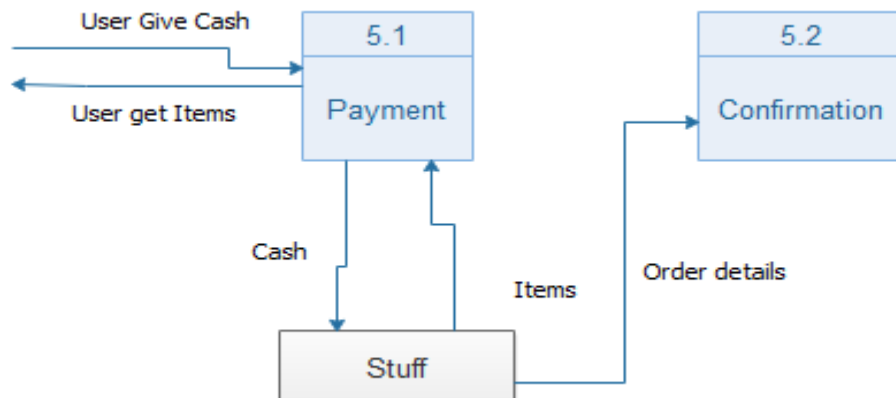 User Give Cash
5.1
5.2
User get Items
Payment
Confirmation
Cash
Items
Order details
Stuff